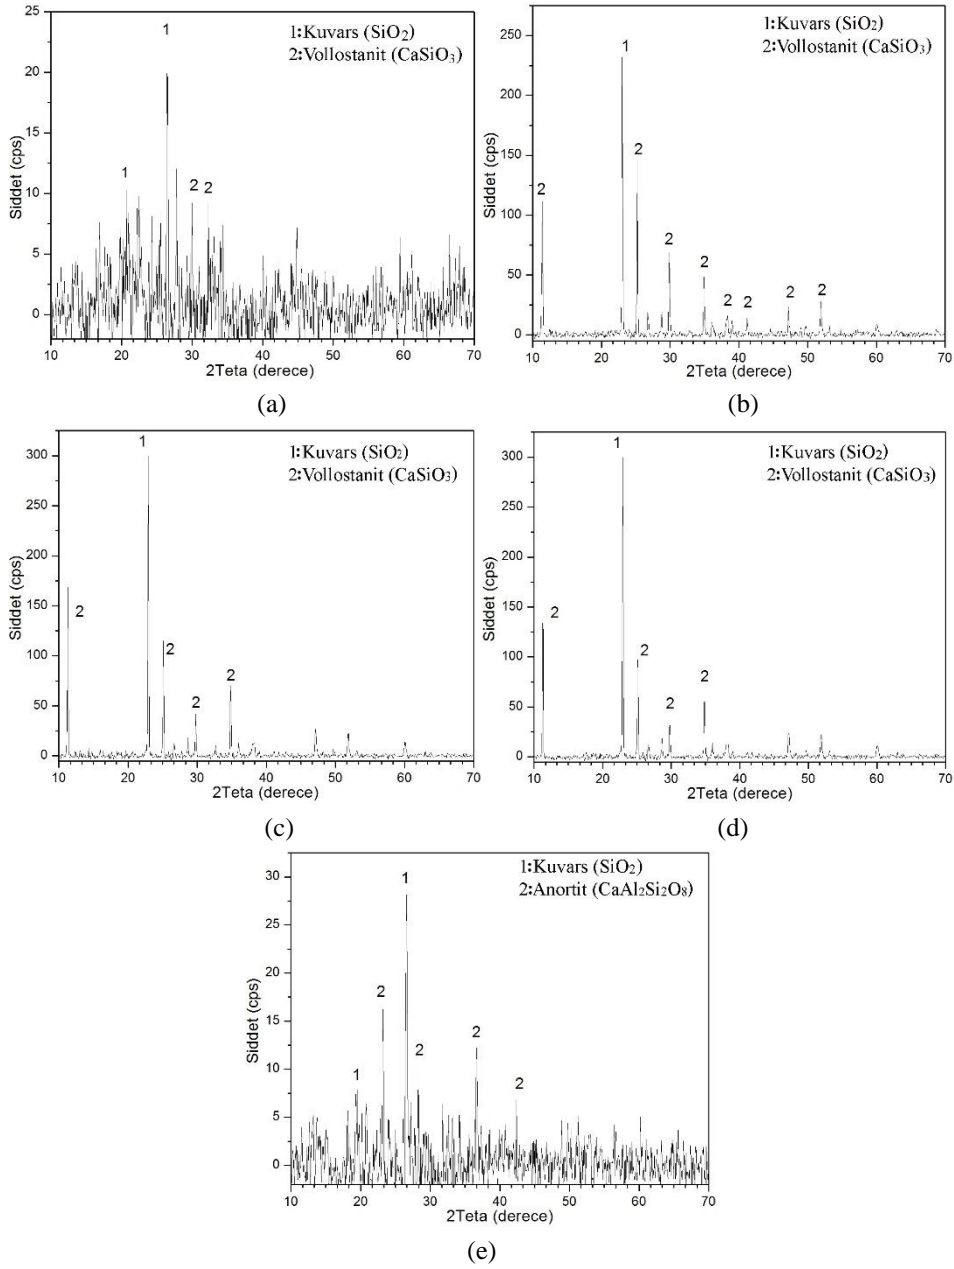 25
20
15
10
5
0
Siddet (cps)
1
1
2
2
1:Kuvars (SiO₂)
2:Vollostanit (CaSiO₃)
10 20 30 40 50 60 70
2Teta (derece)
(a)
250
200
150
100
50
0
Siddet (cps)
2
1
2
2
2
2
2
2
2
1:Kuvars (SiO₂)
2:Vollostanit (CaSiO₃)
10 20 30 40 50 60 70
2Teta (derece)
(b)
300
250
200
150
100
50
0
Siddet (cps)
2
1
2
2
2
1:Kuvars (SiO₂)
2:Vollostanit (CaSiO₃)
10 20 30 40 50 60 70
2Teta (derece)
(c)
300
250
200
150
100
50
0
Siddet (cps)
2
1
2
2
2
1:Kuvars (SiO₂)
2:Vollostanit (CaSiO₃)
10 20 30 40 50 60 70
2Teta (derece)
(d)
30
25
20
15
10
5
0
Siddet (cps)
1
2
1
2
2
2
1:Kuvars (SiO₂)
2:Anortit (CaAl₂Si₂O₈)
10 20 30 40 50 60 70
2Teta (derece)
(e)